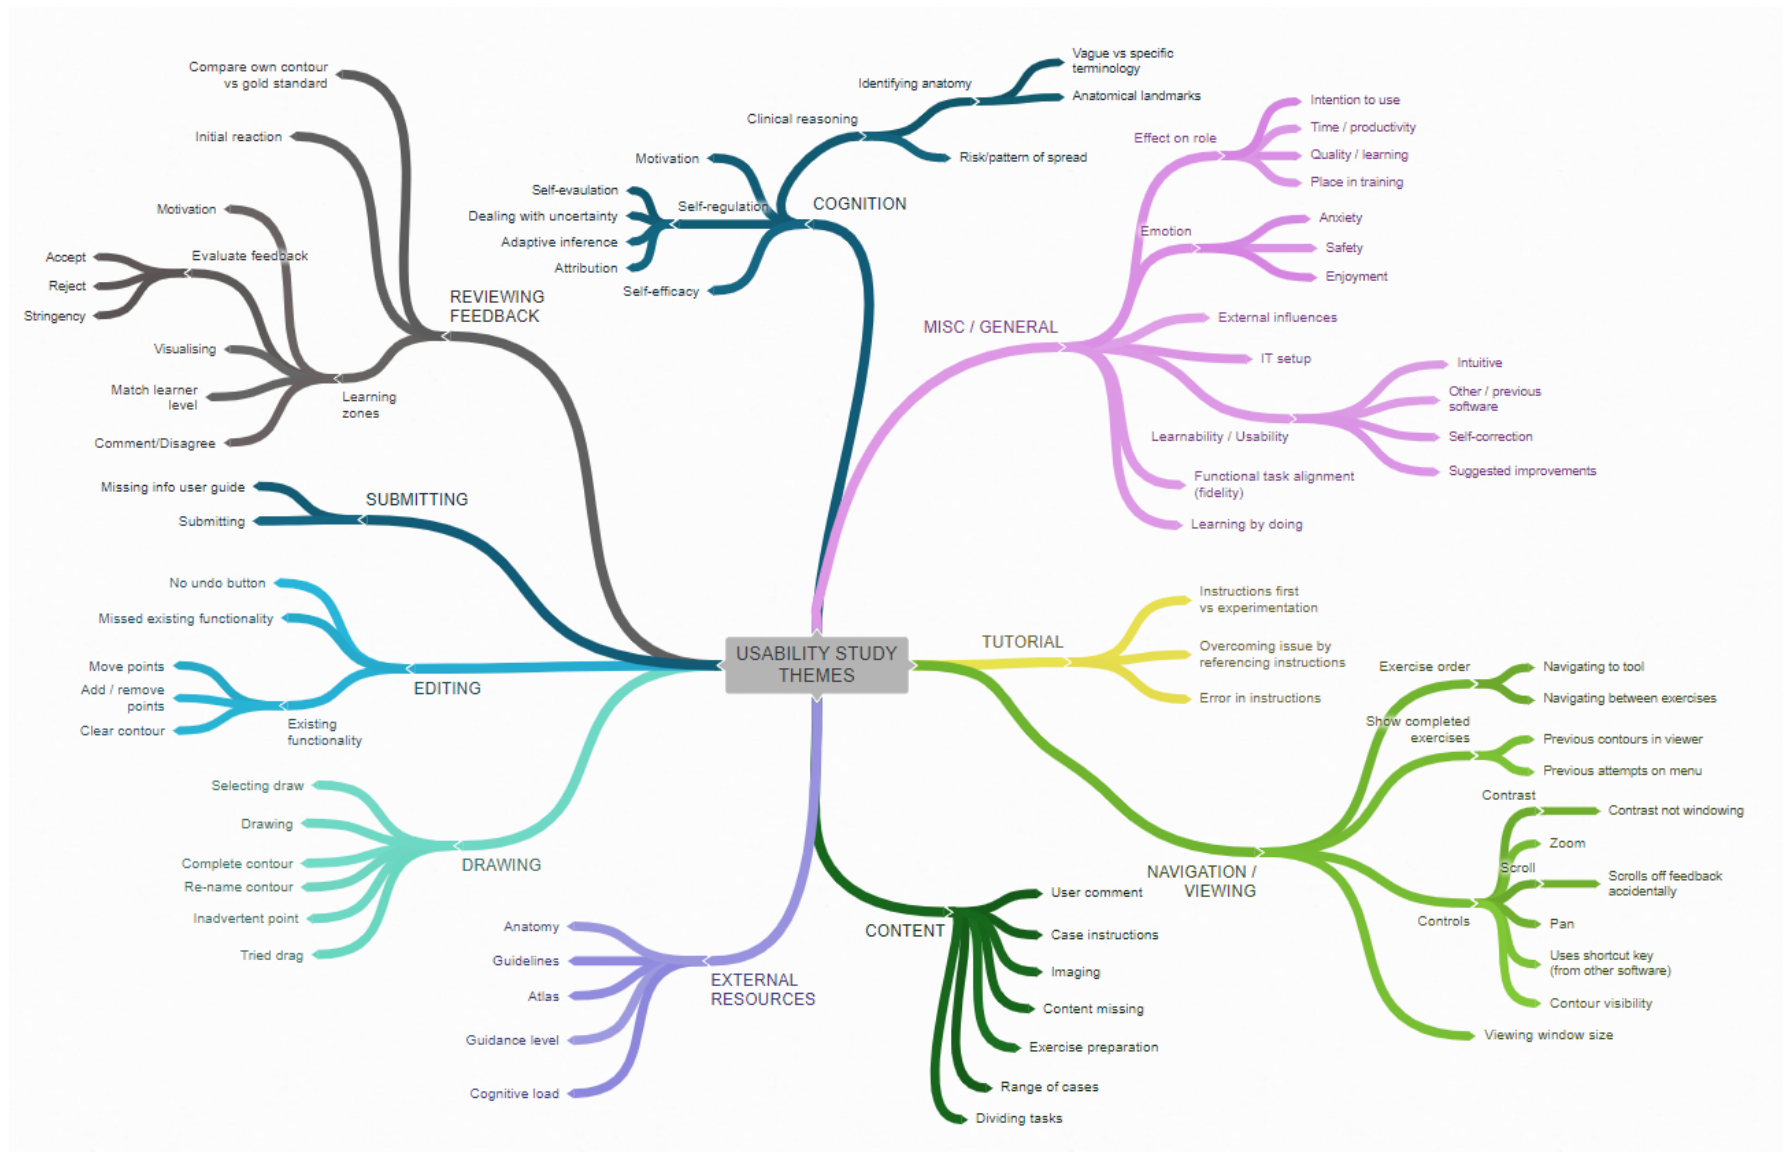 USABILITY STUDY
THEMES
COGNITION
Clinical reasoning
Identifying anatomy
Vague vs specific
terminology
Anatomical landmarks
Risk/pattern of spread
Motivation
Self-regulation
Self-evaulation
Dealing with uncertainty
Adaptive inference
Attribution
Self-efficacy
MISC / GENERAL
Effect on role
Intention to use
Time / productivity
Quality / learning
Place in training
Emotion
Anxiety
Safety
Enjoyment
External influences
IT setup
Learnability / Usability
Intuitive
Other / previous
software
Self-correction
Suggested improvements
Functional task alignment
(fidelity)
Learning by doing
TUTORIAL
Instructions first
vs experimentation
Overcoming issue by
referencing instructions
Error in instructions
NAVIGATION /
VIEWING
Exercise order
Navigating to tool
Navigating between exercises
Show completed
exercises
Previous contours in viewer
Previous attempts on menu
Controls
Contrast
Contrast not windowing
Zoom
Scroll
Scrolls off feedback
accidentally
Pan
Uses shortcut key
(from other software)
Contour visibility
Viewing window size
CONTENT
User comment
Case instructions
Imaging
Content missing
Exercise preparation
Range of cases
Dividing tasks
EXTERNAL
RESOURCES
Anatomy
Guidelines
Atlas
Guidance level
Cognitive load
DRAWING
Selecting draw
Drawing
Complete contour
Re-name contour
Inadvertent point
Tried drag
EDITING
No undo button
Missed existing functionality
Existing
functionality
Move points
Add / remove
points
Clear contour
SUBMITTING
Missing info user guide
Submitting
REVIEWING
FEEDBACK
Compare own contour
vs gold standard
Initial reaction
Learning
zones
Motivation
Evaluate feedback
Accept
Reject
Stringency
Visualising
Match learner
level
Comment/Disagree